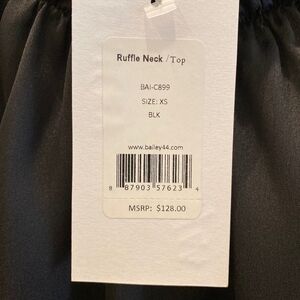 Ruffle Neck / Top
BAI-C899
SIZE: XS
BLK
www.bailey44.com
8 87903 57623 4
MSRP: $128.00